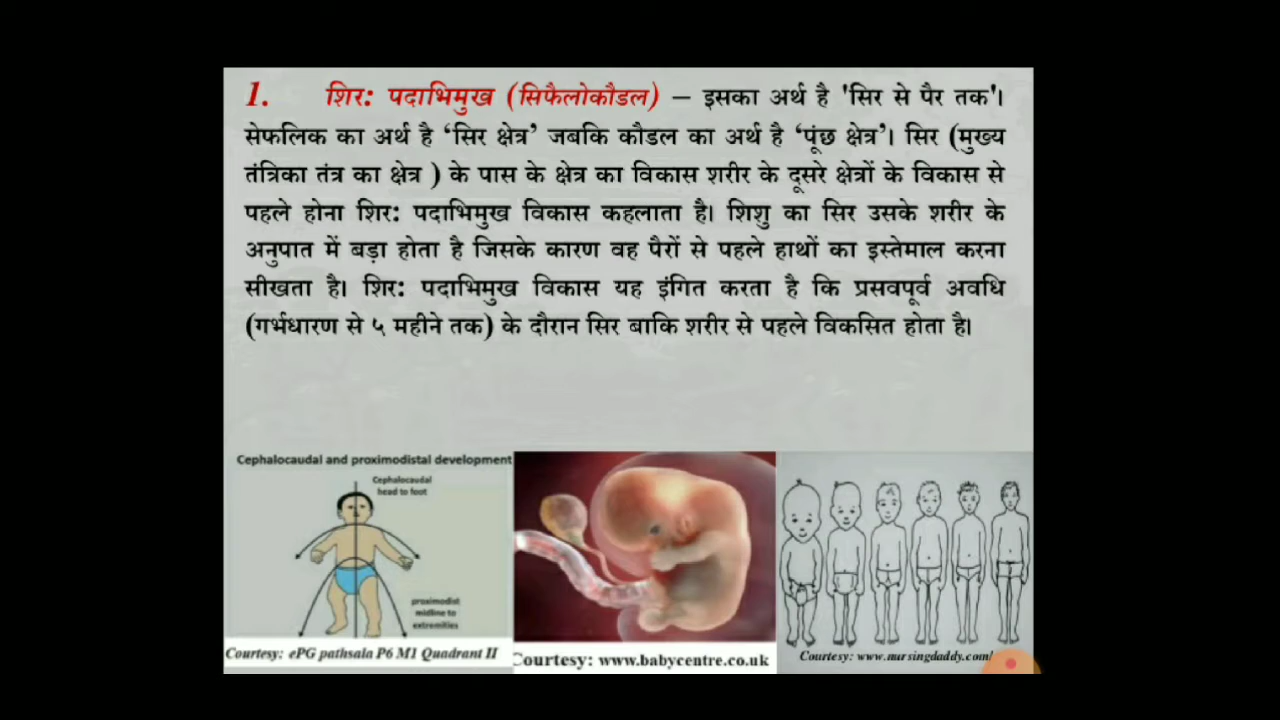 1. शिर: पदाभिमुख (सिफैलोकौडल) – इसका अर्थ है 'सिर से पैर तक'।
सेफलिक का अर्थ है ‘सिर क्षेत्र’ जबकि कौडल का अर्थ है ‘पूंछ क्षेत्र’। सिर (मुख्य
तंत्रिका तंत्र का क्षेत्र ) के पास के क्षेत्र का विकास शरीर के दूसरे क्षेत्रों के विकास से
पहले होना शिर: पदाभिमुख विकास कहलाता है। शिशु का सिर उसके शरीर के
अनुपात में बड़ा होता है जिसके कारण वह पैरों से पहले हाथों का इस्तेमाल करना
सीखता है। शिर: पदाभिमुख विकास यह इंगित करता है कि प्रसवपूर्व अवधि
(गर्भधारण से ५ महीने तक) के दौरान सिर बाकि शरीर से पहले विकसित होता है।
Cephalocaudal and proximodistal development
Cephalocaudal
head to foot
proximodist
midline to
extremities
Courtesy: ePG pathsala P6 M1 Quadrant II
Courtesy: www.babycentre.co.uk
Courtesy: www.nursingdaddy.com/